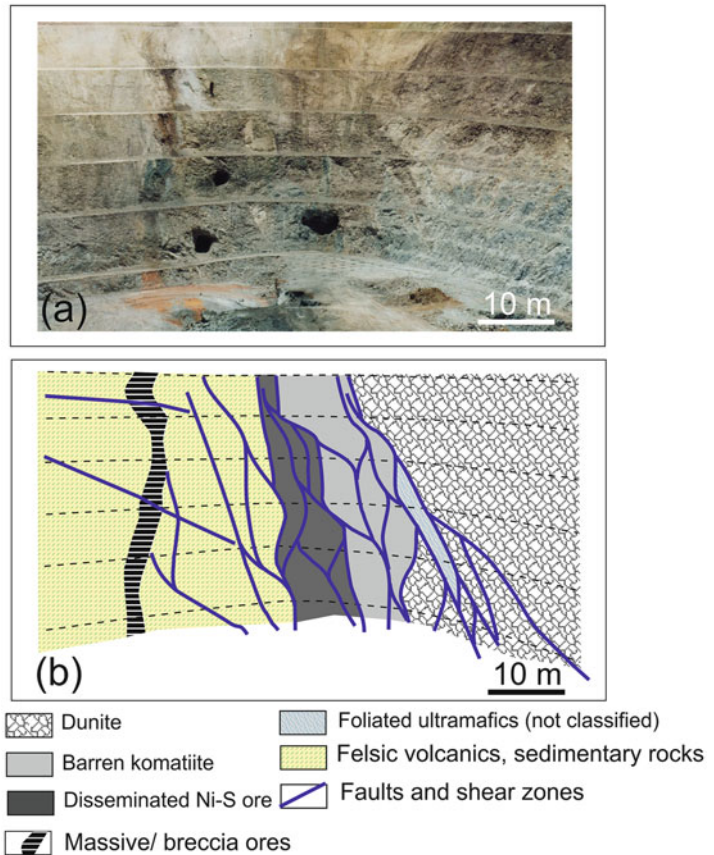 (a)
10 m
(b)
10 m
Dunite
Foliated ultramafics (not classified)
Barren komatiite
Felsic volcanics, sedimentary rocks
Disseminated Ni-S ore
Faults and shear zones
Massive/ breccia ores